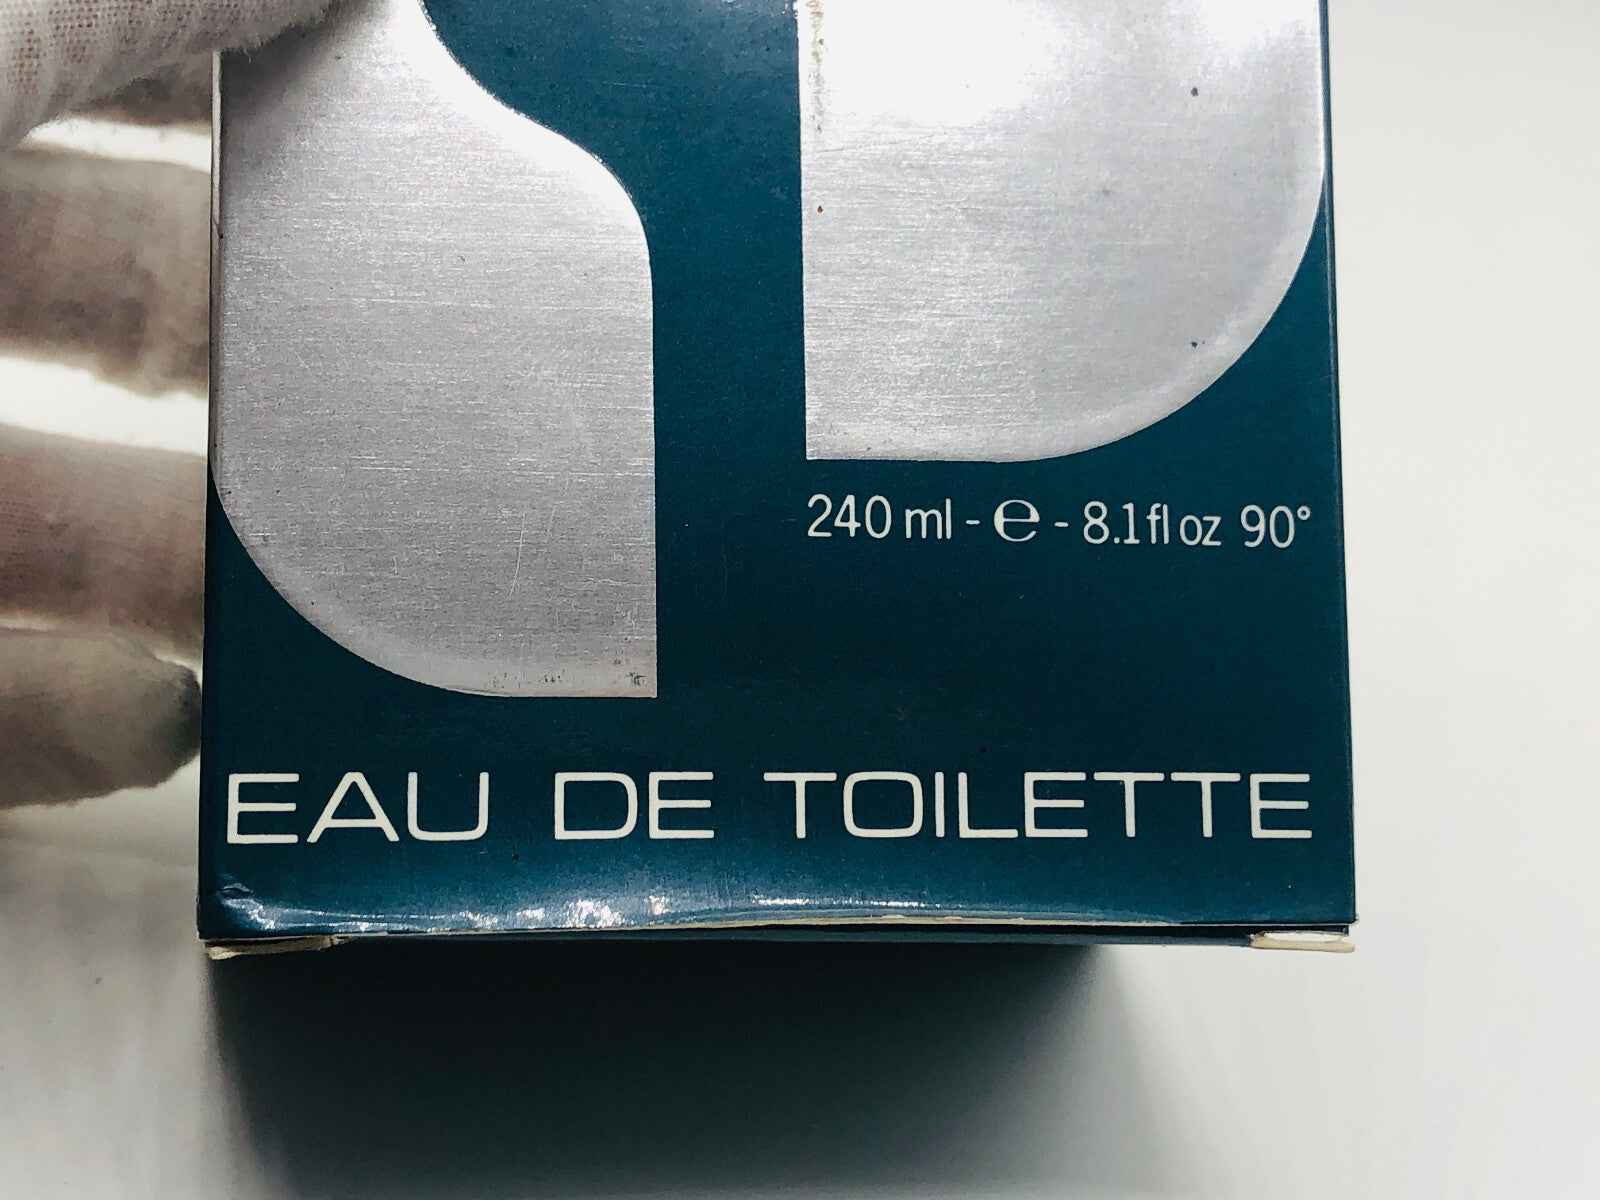 240 ml - ℮ - 8.1 fl oz 90°
EAU DE TOILETTE